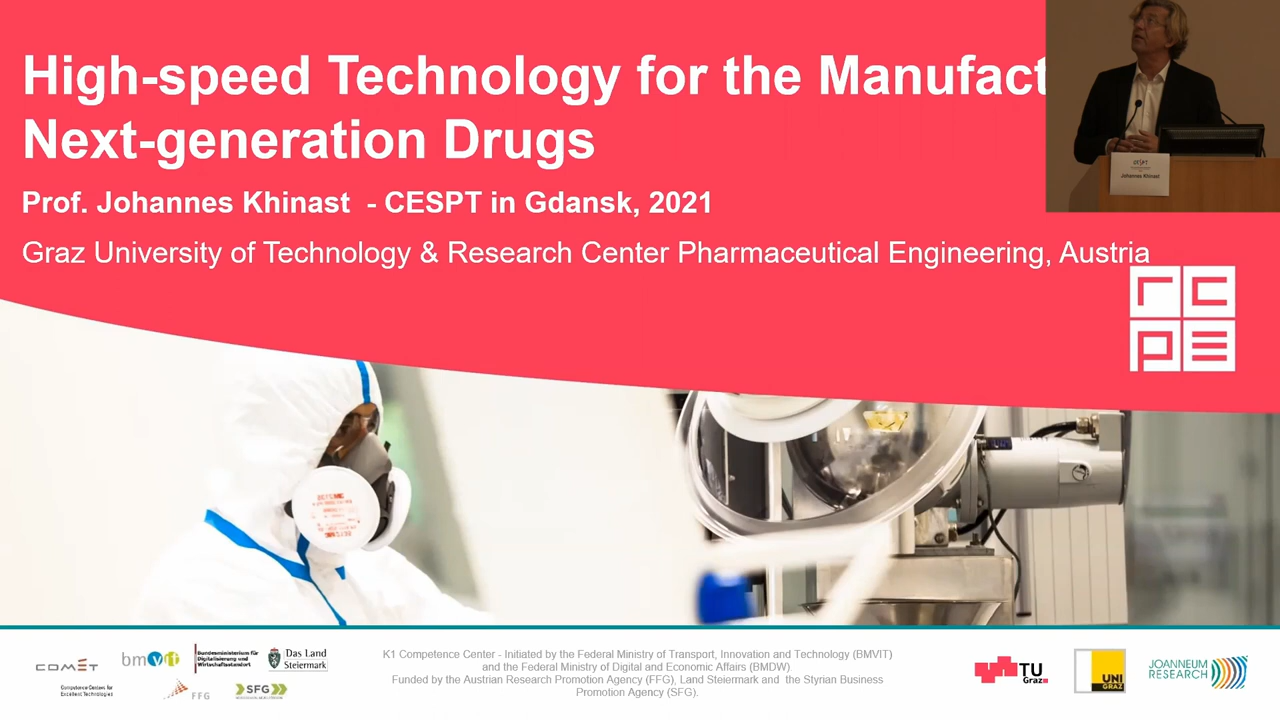 High-speed Technology for the Manufact
Next-generation Drugs
Prof. Johannes Khinast - CESPT in Gdansk, 2021
Graz University of Technology & Research Center Pharmaceutical Engineering, Austria
CESPT
Johannes Khinast
rcpe
COMET
Competence Centers for
Excellent Technologies
bmvit
Bundesministerium für
Digitalisierung und
Wirtschaftsstandort
Das Land
Steiermark
FFG
SFG
K1 Competence Center - Initiated by the Federal Ministry of Transport, Innovation and Technology (BMVIT)
and the Federal Ministry of Digital and Economic Affairs (BMDW).
Funded by the Austrian Research Promotion Agency (FFG), Land Steiermark and the Styrian Business
Promotion Agency (SFG).
TU
Graz
UNI
GRAZ
JOANNEUM
RESEARCH